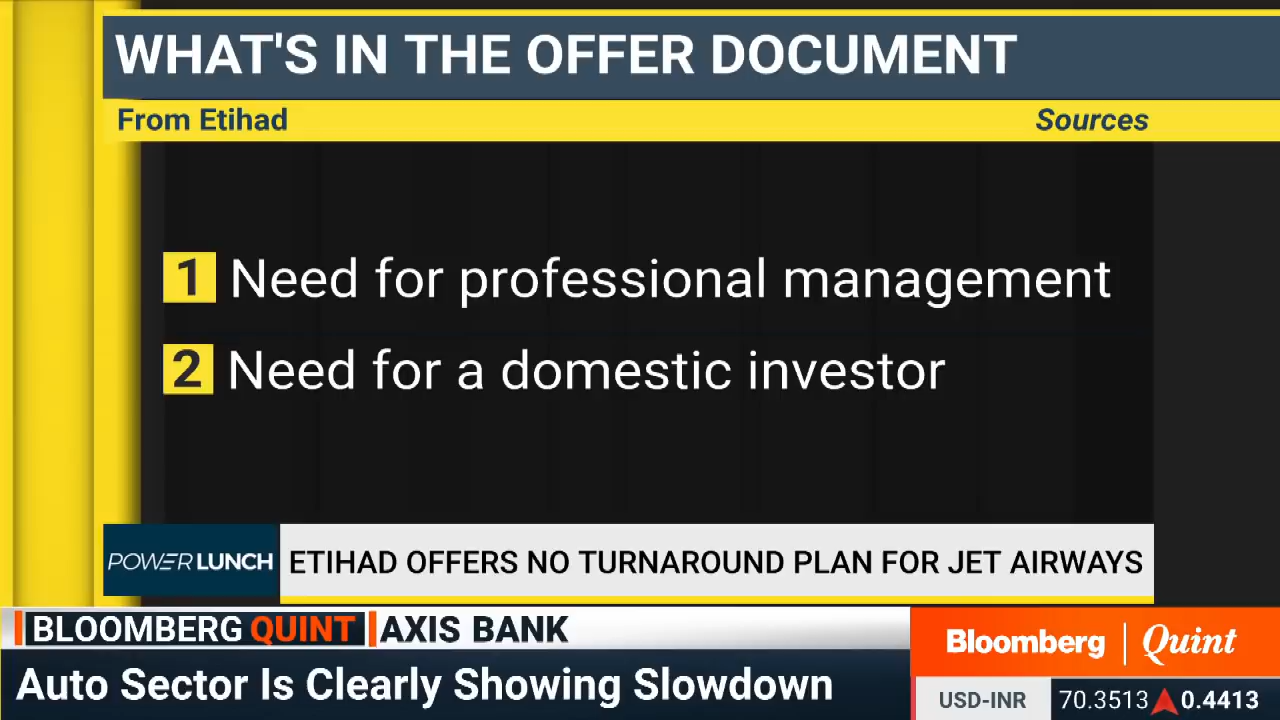 WHAT'S IN THE OFFER DOCUMENT
From Etihad Sources
1 Need for professional management
2 Need for a domestic investor
POWER LUNCH ETIHAD OFFERS NO TURNAROUND PLAN FOR JET AIRWAYS
BLOOMBERG QUINT AXIS BANK
Bloomberg | Quint
Auto Sector Is Clearly Showing Slowdown
USD-INR 70.3513 0.4413